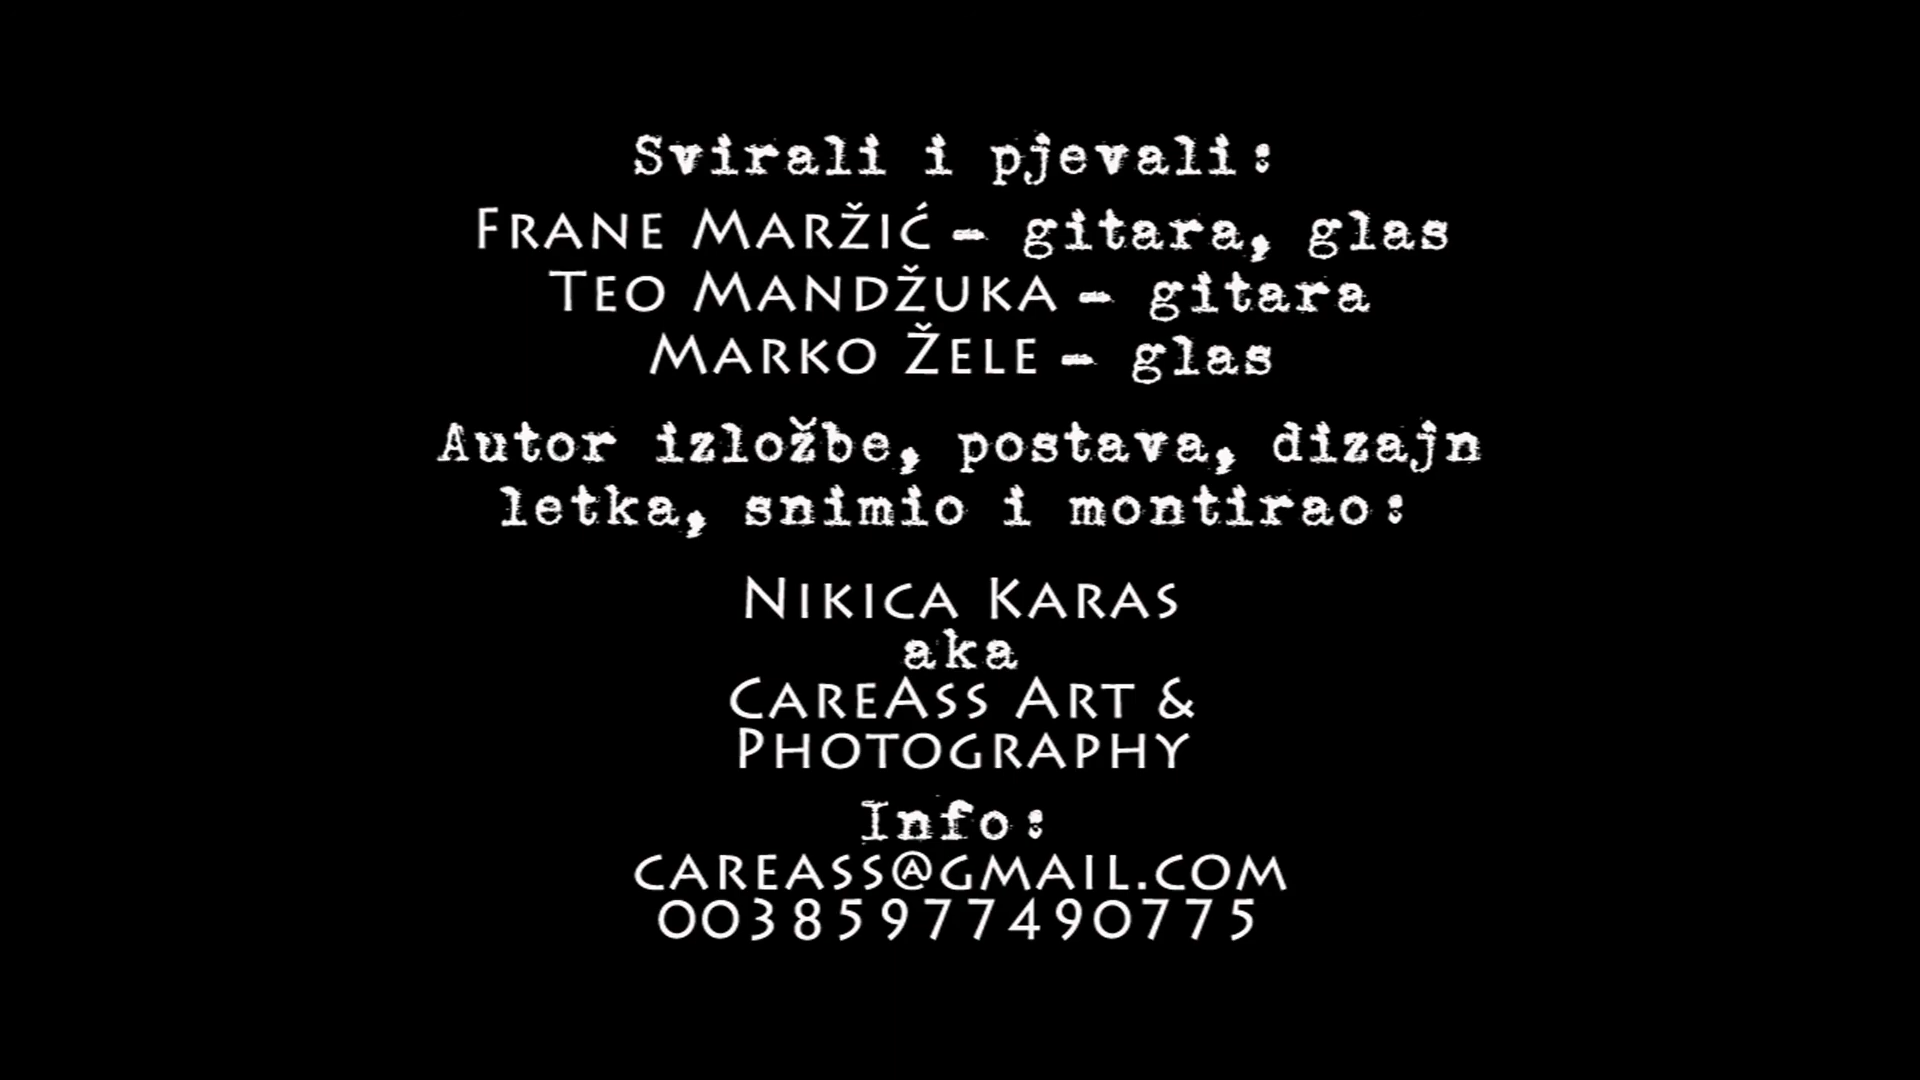 Svirali i pjevali:
Frane Maržić - gitara, glas
Teo Mandžuka - gitara
Marko Žele - glas
Autor izložbe, postava, dizajn
letka, snimio i montirao:
Nikica Karas
aka
CareAss Art &
Photography
Info:
careass@gmail.com
00385977490775